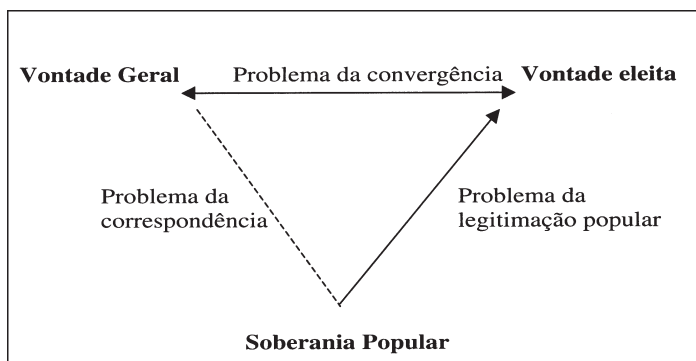 Vontade Geral
Problema da convergência
Vontade eleita
Problema da
correspondência
Problema da
legitimação popular
Soberania Popular